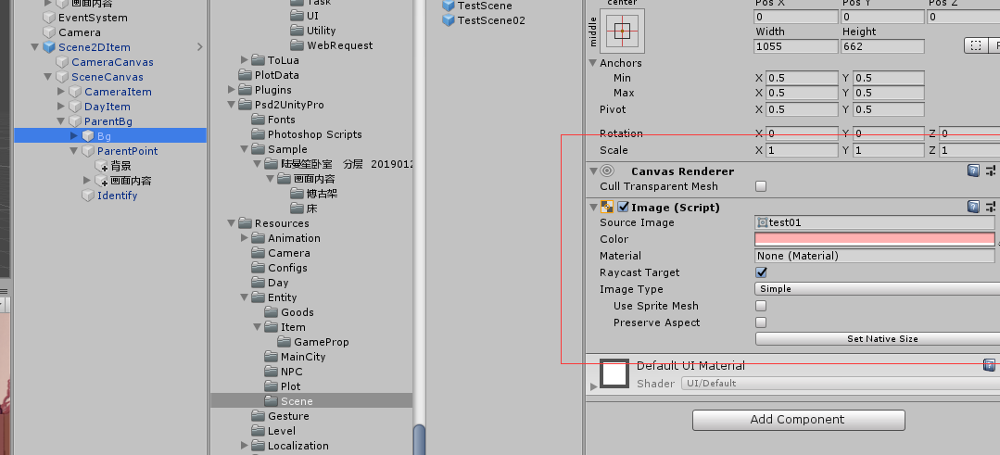 画面内容
EventSystem
Camera
Scene2DItem
CameraCanvas
SceneCanvas
CameraItem
DayItem
ParentBg
Bg
ParentPoint
背景
画面内容
Identify
Task
UI
Utility
WebRequest
ToLua
PlotData
Plugins
Psd2UnityPro
Fonts
Photoshop Scripts
Sample
陆曼笙卧室 分层 2019012
画面内容
博古架
床
Resources
Animation
Camera
Configs
Day
Entity
Goods
Item
GameProp
MainCity
NPC
Plot
Scene
Gesture
Level
Localization
TestScene
TestScene02
center
middle
Pos X Pos Y Pos Z
0 0 0
Width Height
1055 662
Anchors
Min X 0.5 Y 0.5
Max X 0.5 Y 0.5
Pivot X 0.5 Y 0.5
Rotation X 0 Y 0 Z 0
Scale X 1 Y 1 Z 1
Canvas Renderer
Cull Transparent Mesh
Image (Script)
Source Image test01
Color
Material None (Material)
Raycast Target
Image Type Simple
Use Sprite Mesh
Preserve Aspect
Set Native Size
Default UI Material
Shader UI/Default
Add Component